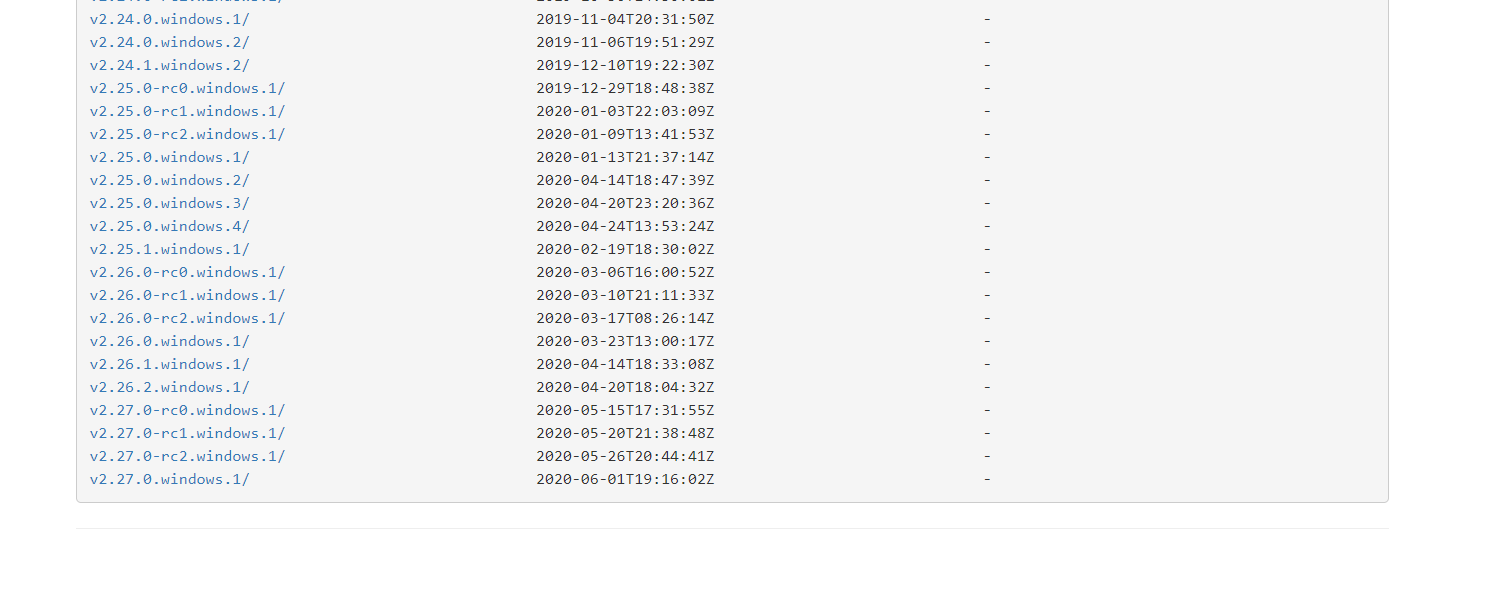 v2.24.0.windows.1/ 2019-11-04T20:31:50Z -
v2.24.0.windows.2/ 2019-11-06T19:51:29Z -
v2.24.1.windows.2/ 2019-12-10T19:22:30Z -
v2.25.0-rc0.windows.1/ 2019-12-29T18:48:38Z -
v2.25.0-rc1.windows.1/ 2020-01-03T22:03:09Z -
v2.25.0-rc2.windows.1/ 2020-01-09T13:41:53Z -
v2.25.0.windows.1/ 2020-01-13T21:37:14Z -
v2.25.0.windows.2/ 2020-04-14T18:47:39Z -
v2.25.0.windows.3/ 2020-04-20T23:20:36Z -
v2.25.0.windows.4/ 2020-04-24T13:53:24Z -
v2.25.1.windows.1/ 2020-02-19T18:30:02Z -
v2.26.0-rc0.windows.1/ 2020-03-06T16:00:52Z -
v2.26.0-rc1.windows.1/ 2020-03-10T21:11:33Z -
v2.26.0-rc2.windows.1/ 2020-03-17T08:26:14Z -
v2.26.0.windows.1/ 2020-03-23T13:00:17Z -
v2.26.1.windows.1/ 2020-04-14T18:33:08Z -
v2.26.2.windows.1/ 2020-04-20T18:04:32Z -
v2.27.0-rc0.windows.1/ 2020-05-15T17:31:55Z -
v2.27.0-rc1.windows.1/ 2020-05-20T21:38:48Z -
v2.27.0-rc2.windows.1/ 2020-05-26T20:44:41Z -
v2.27.0.windows.1/ 2020-06-01T19:16:02Z -